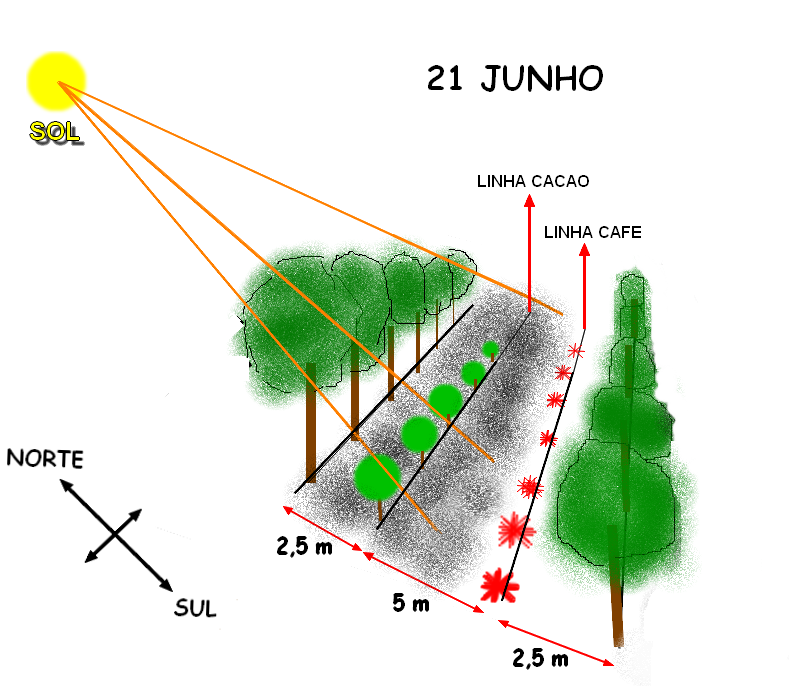 21 JUNHO
SOL
LINHA CACAO
LINHA CAFE
NORTE
SUL
2,5 m
5 m
2,5 m